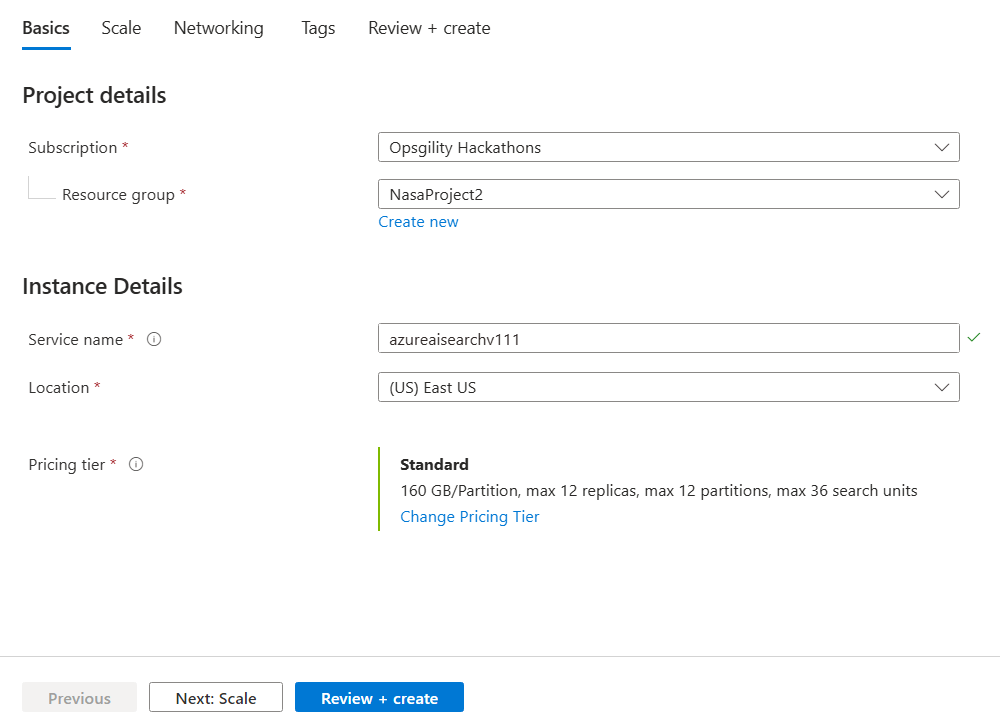 Basics Scale Networking Tags Review + create
Project details
Subscription * Opsgility Hackathons
Resource group * NasaProject2
Create new
Instance Details
Service name * azureaisearchv111
Location * (US) East US
Pricing tier * Standard
160 GB/Partition, max 12 replicas, max 12 partitions, max 36 search units
Change Pricing Tier
Previous Next: Scale Review + create